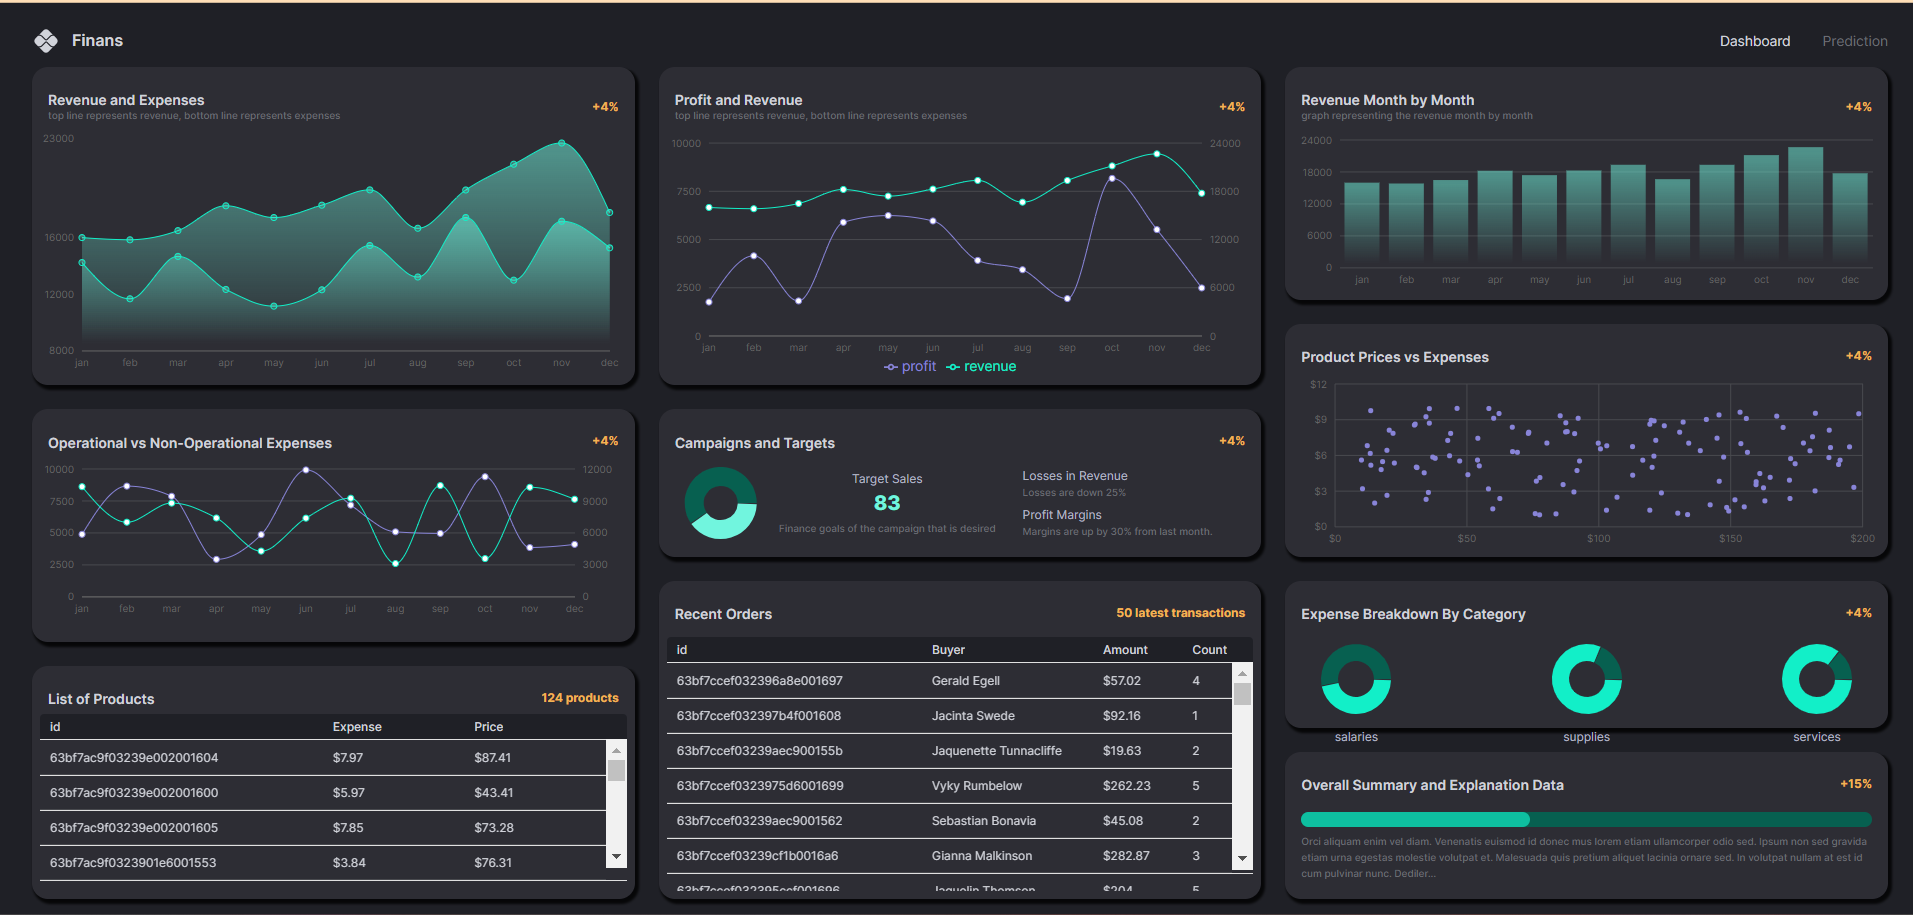 Finans
Dashboard Prediction
Revenue and Expenses
top line represents revenue, bottom line represents expenses
+4%
23000
16000
12000
8000
jan feb mar apr may jun jul aug sep oct nov dec
Profit and Revenue
top line represents revenue, bottom line represents expenses
+4%
10000 24000
7500 18000
5000 12000
2500 6000
0 0
jan feb mar apr may jun jul aug sep oct nov dec
profit revenue
Revenue Month by Month
graph representing the revenue month by month
+4%
24000
18000
12000
6000
0
jan feb mar apr may jun jul aug sep oct nov dec
Operational vs Non-Operational Expenses
+4%
10000 12000
7500 9000
5000 6000
2500 3000
0 0
jan feb mar apr may jun jul aug sep oct nov dec
Campaigns and Targets
+4%
Target Sales
83
Finance goals of the campaign that is desired
Losses in Revenue
Losses are down 25%
Profit Margins
Margins are up by 30% from last month.
Product Prices vs Expenses
+4%
$12
$9
$6
$3
$0
$0 $50 $100 $150 $200
List of Products
124 products
id Expense Price
63bf7ac9f03239e002001604 $7.97 $87.41
63bf7ac9f03239e002001600 $5.97 $43.41
63bf7ac9f03239e002001605 $7.85 $73.28
63bf7ac9f0323901e6001553 $3.84 $76.31
Recent Orders
50 latest transactions
id Buyer Amount Count
63bf7ccef032396a8e001697 Gerald Egell $57.02 4
63bf7ccef032397b4f001608 Jacinta Swede $92.16 1
63bf7ccef03239aec900155b Jaquenette Tunnacliffe $19.63 2
63bf7ccef0323975d6001699 Vyky Rumbelow $262.23 5
63bf7ccef03239aec9001562 Sebastian Bonavia $45.08 2
63bf7ccef03239cf1b0016a6 Gianna Malkinson $282.87 3
63bf7ccef032395ccf001696 Jaquelin Thomson $204 5
Expense Breakdown By Category
+4%
salaries supplies services
Overall Summary and Explanation Data
+15%
Orci aliquam enim vel diam. Venenatis euismod id donec mus lorem etiam ullamcorper odio sed. Ipsum non sed gravida
etiam urna egestas molestie volutpat et. Malesuada quis pretium aliquet lacinia ornare sed. In volutpat nullam at est id
cum pulvinar nunc. Dediler...